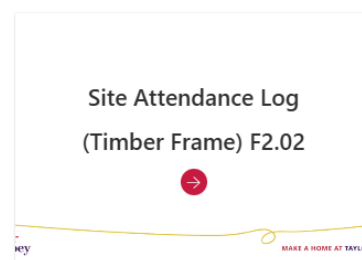 Site Attendance Log
(Timber Frame) F2.02
MAKE A HOME AT